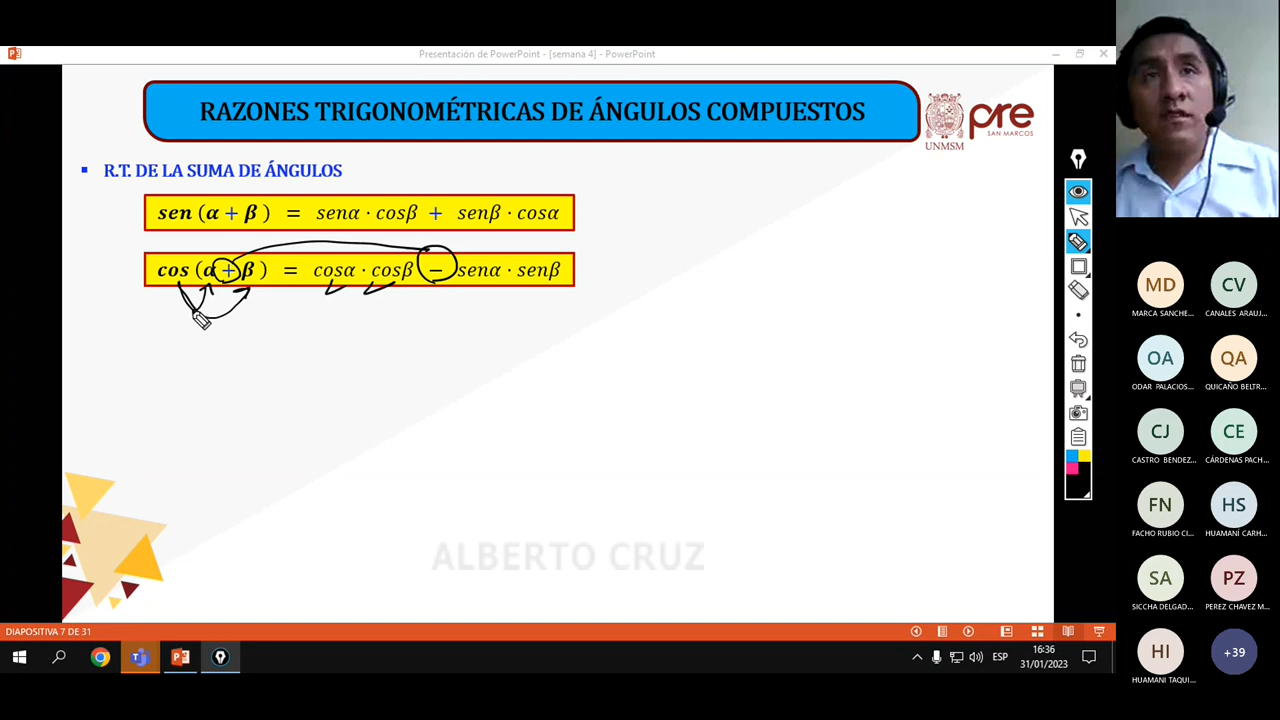 Presentación de PowerPoint - [semana 4] - PowerPoint
RAZONES TRIGONOMÉTRICAS DE ÁNGULOS COMPUESTOS
UNMSM
pre
SAN MARCOS
▪ R.T. DE LA SUMA DE ÁNGULOS
sen (α + β ) = senα · cosβ + senβ · cosα
cos (α + β ) = cosα · cosβ − senα · senβ
ALBERTO CRUZ
DIAPOSITIVA 7 DE 31
ESP
16:36
31/01/2023
MD
MARCA SANCHE...
CV
CANALES ARAUJ...
OA
ODAR PALACIOS...
QA
QUICAÑO BELTR...
CJ
CASTRO BENDEZ...
CE
CÁRDENAS PACH...
FN
FACHO RUBIO CI...
HS
HUAMANÍ CARH...
SA
SICCHA DELGAD...
PZ
PEREZ CHAVEZ M...
HI
HUAMANI TAQUI...
+39